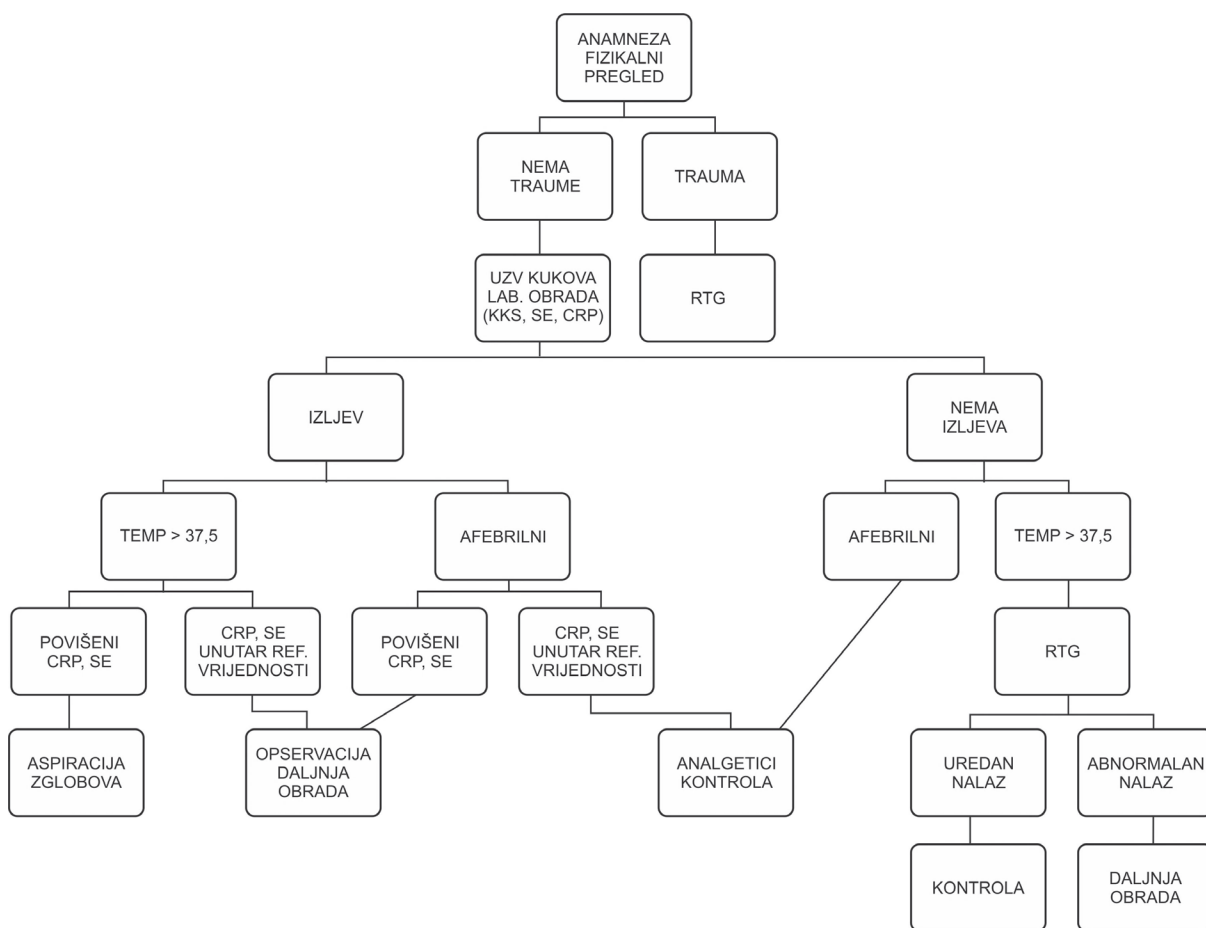 ANAMNEZA
FIZIKALNI
PREGLED
NEMA
TRAUME
TRAUMA
UZV KUKOVA
LAB. OBRADA
(KKS, SE, CRP)
RTG
IZLJEV
NEMA
IZLJEVA
TEMP > 37,5
AFEBRILNI
AFEBRILNI
TEMP > 37,5
POVIŠENI
CRP, SE
CRP, SE
UNUTAR REF.
VRIJEDNOSTI
POVIŠENI
CRP, SE
CRP, SE
UNUTAR REF.
VRIJEDNOSTI
RTG
ASPIRACIJA
ZGLOBOVA
OPSERVACIJA
DALJNJA
OBRADA
ANALGETICI
KONTROLA
UREDAN
NALAZ
ABNORMALAN
NALAZ
KONTROLA
DALJNJA
OBRADA